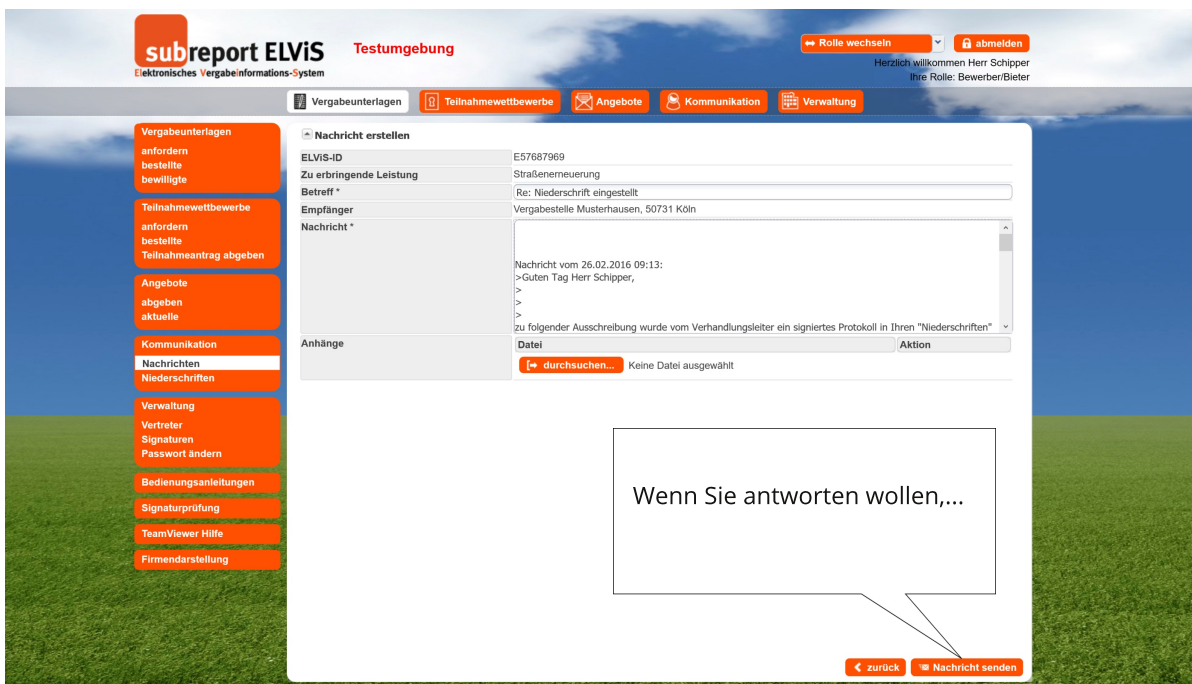 subreport ELViS
Elektronisches Vergabeinformations-System
Testumgebung
Rolle wechseln
abmelden
Herzlich willkommen Herr Schipper
Ihre Rolle: Bewerber/Bieter
Vergabeunterlagen
Teilnahmewettbewerbe
Angebote
Kommunikation
Verwaltung
Vergabeunterlagen
anfordern
bestellte
bewilligte
Teilnahmewettbewerbe
anfordern
bestellte
Teilnahmeantrag abgeben
Angebote
abgeben
aktuelle
Kommunikation
Nachrichten
Niederschriften
Verwaltung
Vertreter
Signaturen
Passwort ändern
Bedienungsanleitungen
Signaturprüfung
TeamViewer Hilfe
Firmendarstellung
Nachricht erstellen
ELViS-ID E57687969
Zu erbringende Leistung Straßenerneuerung
Betreff * Re: Niederschrift eingestellt
Empfänger Vergabestelle Musterhausen, 50731 Köln
Nachricht *
Nachricht vom 26.02.2016 09:13:
>Guten Tag Herr Schipper,
>
>
>
zu folgender Ausschreibung wurde vom Verhandlungsleiter ein signiertes Protokoll in Ihren "Niederschriften"
Anhänge Datei Aktion
durchsuchen... Keine Datei ausgewählt
Wenn Sie antworten wollen,...
zurück
Nachricht senden